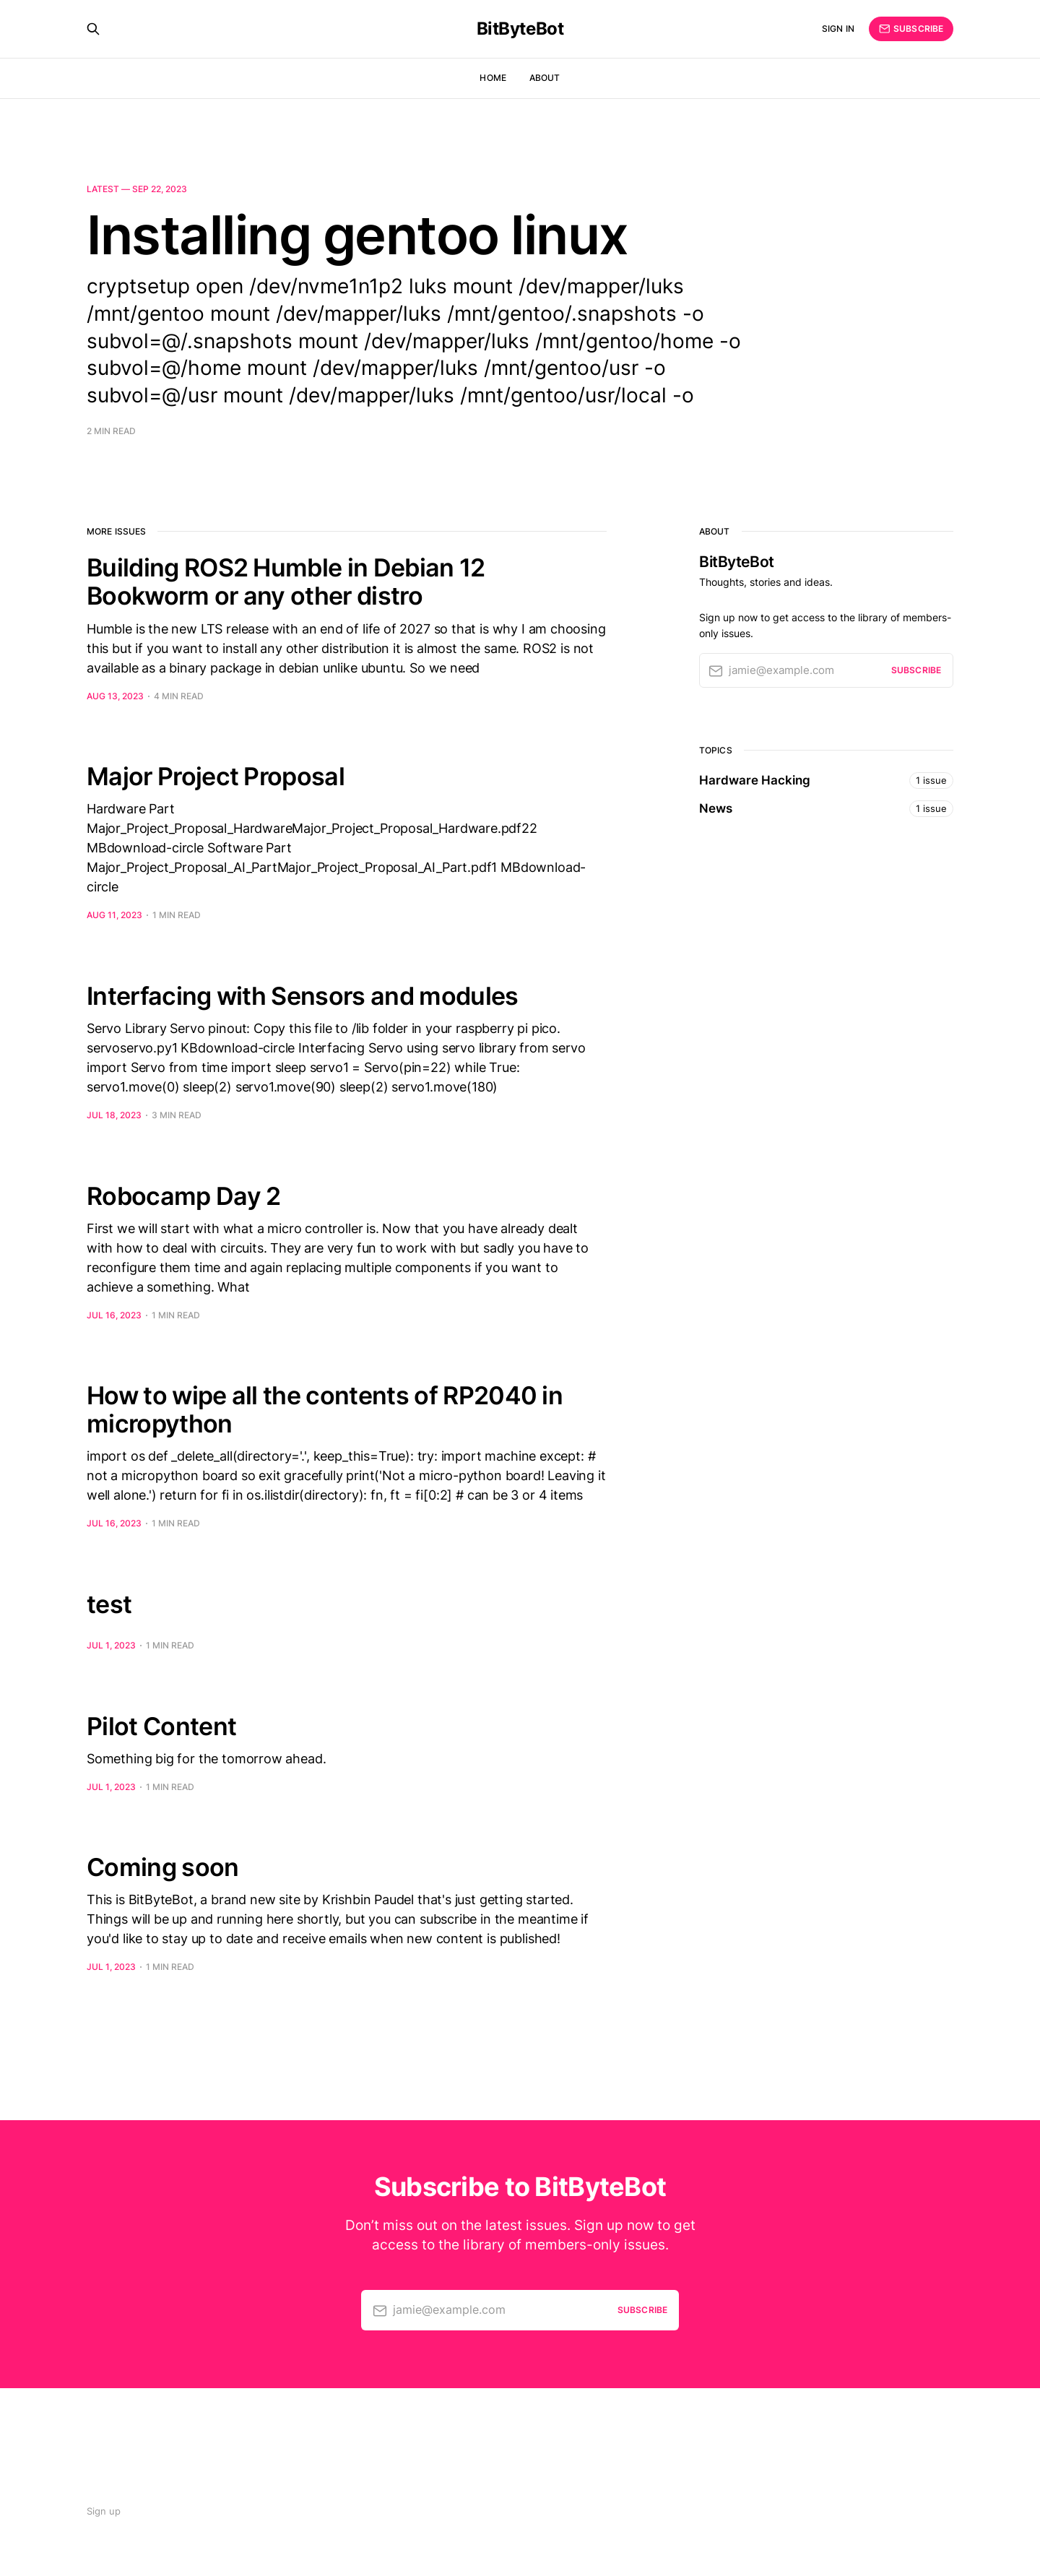 BitByteBot
SIGN IN
SUBSCRIBE
HOME
ABOUT
LATEST — SEP 22, 2023
Installing gentoo linux
cryptsetup open /dev/nvme1n1p2 luks mount /dev/mapper/luks
/mnt/gentoo mount /dev/mapper/luks /mnt/gentoo/.snapshots -o
subvol=@/.snapshots mount /dev/mapper/luks /mnt/gentoo/home -o
subvol=@/home mount /dev/mapper/luks /mnt/gentoo/usr -o
subvol=@/usr mount /dev/mapper/luks /mnt/gentoo/usr/local -o
2 MIN READ
MORE ISSUES
Building ROS2 Humble in Debian 12
Bookworm or any other distro
Humble is the new LTS release with an end of life of 2027 so that is why I am choosing
this but if you want to install any other distribution it is almost the same. ROS2 is not
available as a binary package in debian unlike ubuntu. So we need
AUG 13, 2023 · 4 MIN READ
Major Project Proposal
Hardware Part
Major_Project_Proposal_HardwareMajor_Project_Proposal_Hardware.pdf22
MBdownload-circle Software Part
Major_Project_Proposal_AI_PartMajor_Project_Proposal_AI_Part.pdf1 MBdownload-
circle
AUG 11, 2023 · 1 MIN READ
Interfacing with Sensors and modules
Servo Library Servo pinout: Copy this file to /lib folder in your raspberry pi pico.
servoservo.py1 KBdownload-circle Interfacing Servo using servo library from servo
import Servo from time import sleep servo1 = Servo(pin=22) while True:
servo1.move(0) sleep(2) servo1.move(90) sleep(2) servo1.move(180)
JUL 18, 2023 · 3 MIN READ
Robocamp Day 2
First we will start with what a micro controller is. Now that you have already dealt
with how to deal with circuits. They are very fun to work with but sadly you have to
reconfigure them time and again replacing multiple components if you want to
achieve a something. What
JUL 16, 2023 · 1 MIN READ
How to wipe all the contents of RP2040 in
micropython
import os def _delete_all(directory='.', keep_this=True): try: import machine except: #
not a micropython board so exit gracefully print('Not a micro-python board! Leaving it
well alone.') return for fi in os.ilistdir(directory): fn, ft = fi[0:2] # can be 3 or 4 items
JUL 16, 2023 · 1 MIN READ
test
JUL 1, 2023 · 1 MIN READ
Pilot Content
Something big for the tomorrow ahead.
JUL 1, 2023 · 1 MIN READ
Coming soon
This is BitByteBot, a brand new site by Krishbin Paudel that's just getting started.
Things will be up and running here shortly, but you can subscribe in the meantime if
you'd like to stay up to date and receive emails when new content is published!
JUL 1, 2023 · 1 MIN READ
ABOUT
BitByteBot
Thoughts, stories and ideas.
Sign up now to get access to the library of members-
only issues.
jamie@example.com
SUBSCRIBE
TOPICS
Hardware Hacking 1 issue
News 1 issue
Subscribe to BitByteBot
Don't miss out on the latest issues. Sign up now to get
access to the library of members-only issues.
jamie@example.com
SUBSCRIBE
Sign up